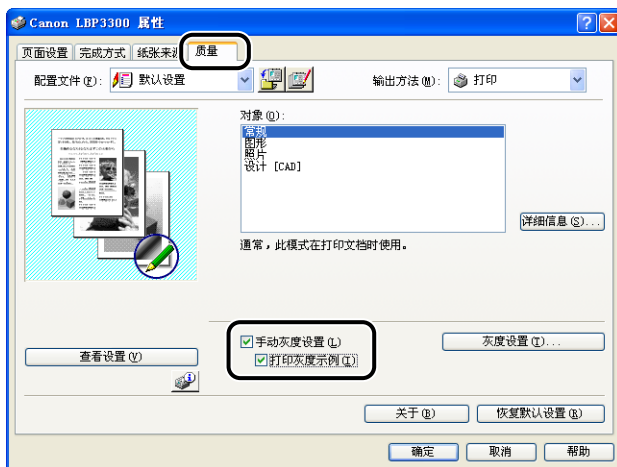 Canon LBP3300 属性
页面设置 完成方式 纸张来 质量
配置文件(F): 默认设置 输出方法(M): 打印
对象(O):
常规
图形
照片
设计 [CAD]
详细信息(S)...
通常，此模式在打印文档时使用。
手动灰度设置(L) 灰度设置(T)...
打印灰度示例(I)
查看设置(V)
关于(B) 恢复默认设置(R)
确定 取消 帮助